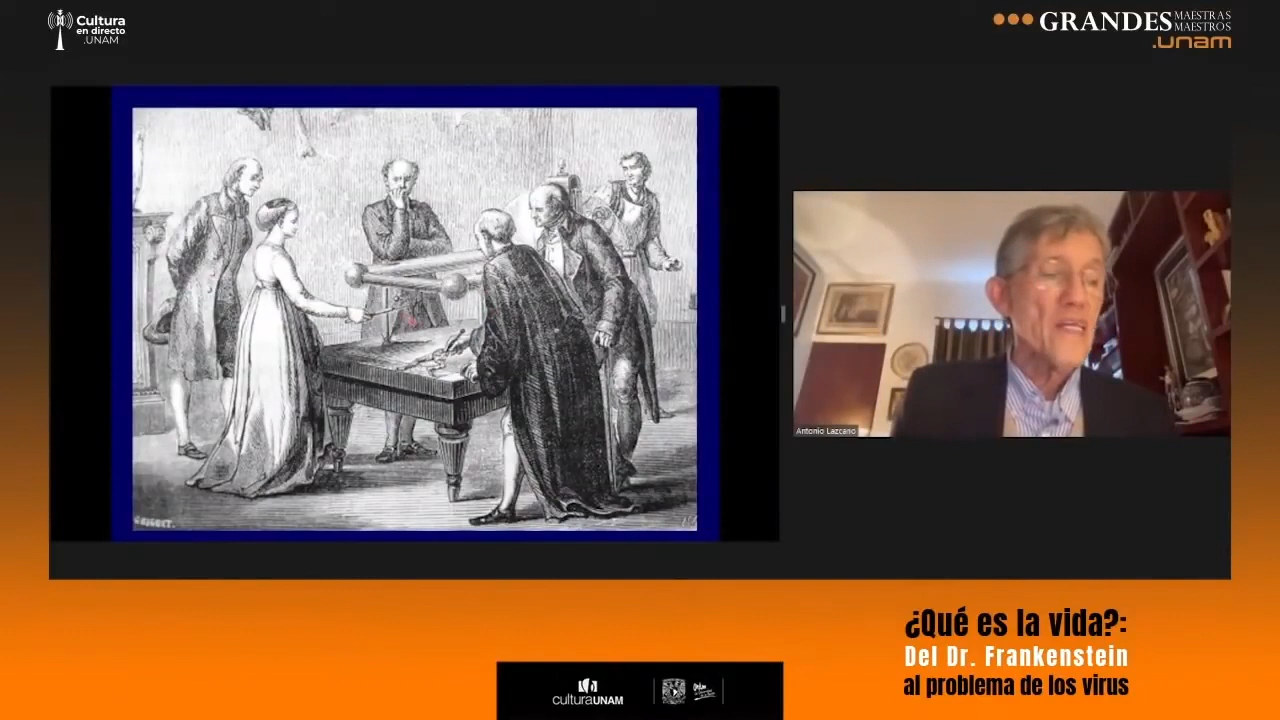 Cultura
en directo
.UNAM
GRANDES MAESTRAS MAESTROS
.unam
Antonio Lazcano
¿Qué es la vida?:
Del Dr. Frankenstein
al problema de los virus
culturaUNAM